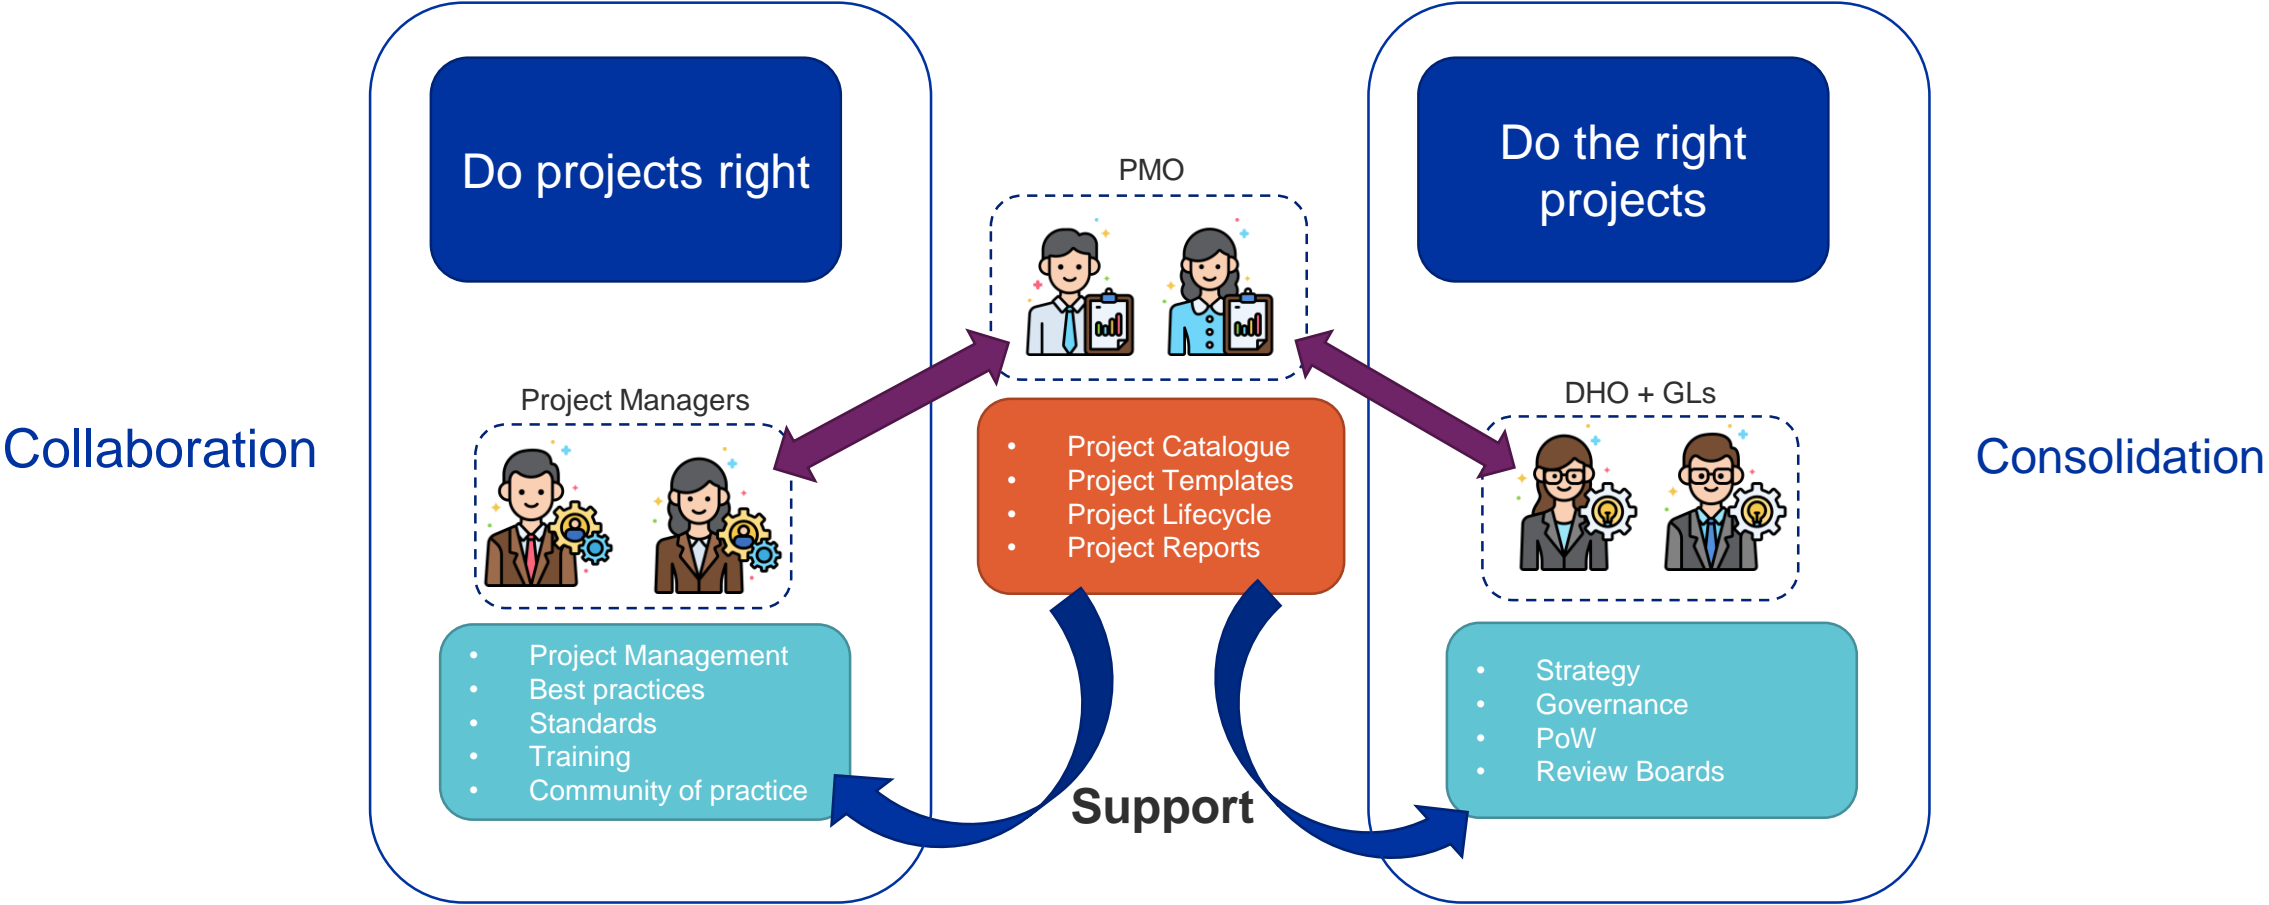 Collaboration
Do projects right
Project Managers
• Project Management
• Best practices
• Standards
• Training
• Community of practice
PMO
• Project Catalogue
• Project Templates
• Project Lifecycle
• Project Reports
Support
Do the right
projects
DHO + GLs
• Strategy
• Governance
• PoW
• Review Boards
Consolidation